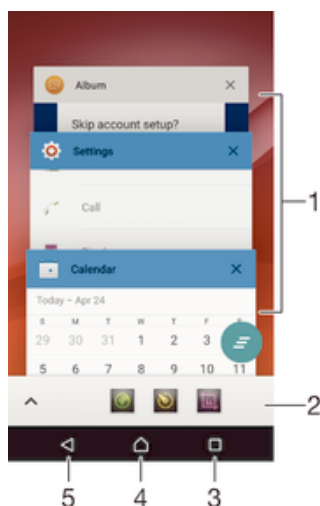 Album
Skip account setup?
Settings
Call
Calendar
Today - Apr 24
S M T W T F
29 30 31 1 2 3
5 6 7 8 9 10 11
1
2
5 4 3